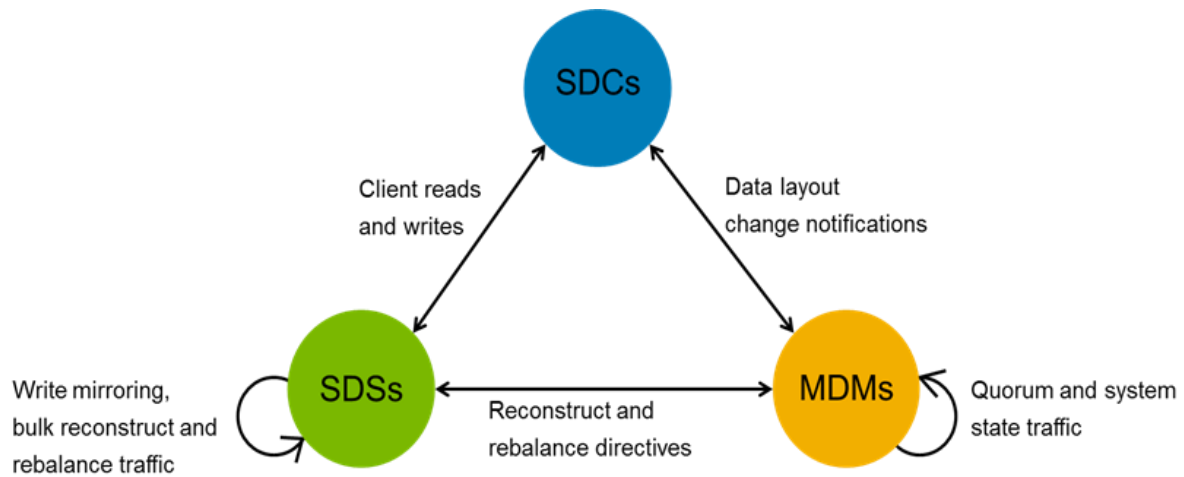 SDCs
Client reads
and writes
Data layout
change notifications
SDSs
MDMs
Write mirroring,
bulk reconstruct and
rebalance traffic
Reconstruct and
rebalance directives
Quorum and system
state traffic